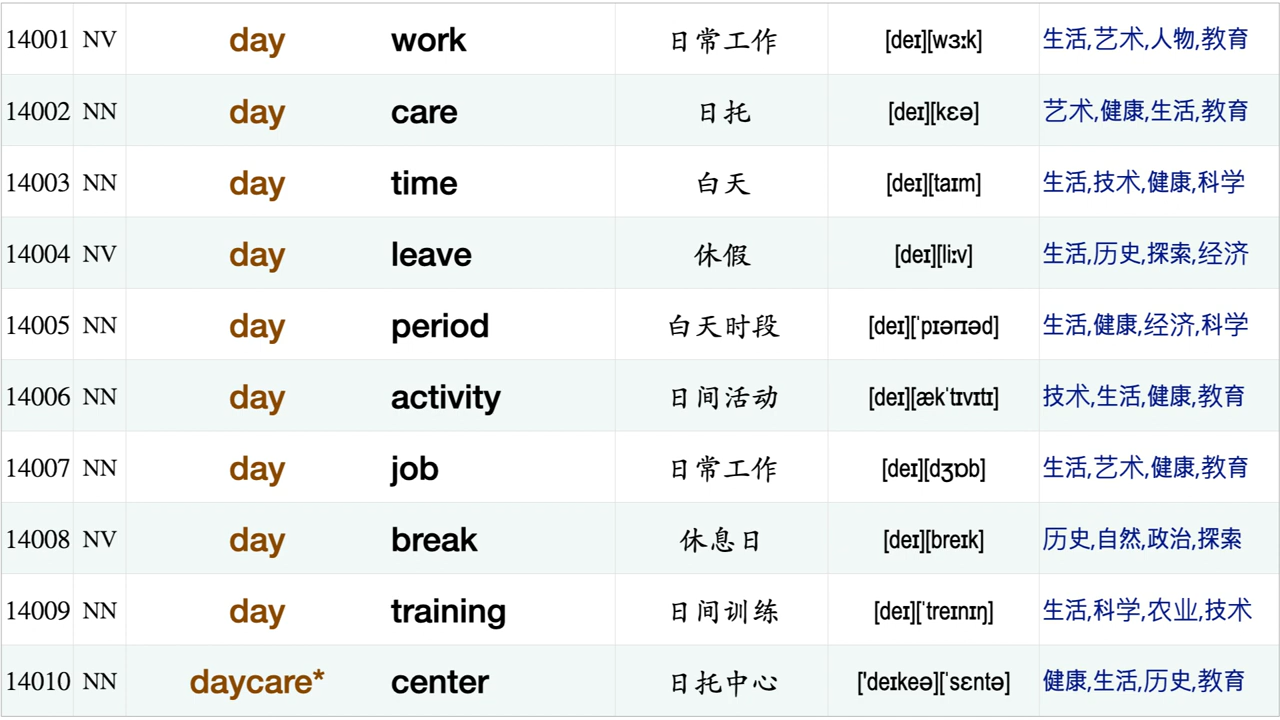 14001 NV day work 日常工作 [deɪ][wɜːk] 生活,艺术,人物,教育
14002 NN day care 日托 [deɪ][kɛə] 艺术,健康,生活,教育
14003 NN day time 白天 [deɪ][taɪm] 生活,技术,健康,科学
14004 NV day leave 休假 [deɪ][liːv] 生活,历史,探索,经济
14005 NN day period 白天时段 [deɪ][ˈpɪərɪəd] 生活,健康,经济,科学
14006 NN day activity 日间活动 [deɪ][ækˈtɪvɪtɪ] 技术,生活,健康,教育
14007 NN day job 日常工作 [deɪ][dʒɒb] 生活,艺术,健康,教育
14008 NV day break 休息日 [deɪ][breɪk] 历史,自然,政治,探索
14009 NN day training 日间训练 [deɪ][ˈtreɪnɪŋ] 生活,科学,农业,技术
14010 NN daycare* center 日托中心 ['deɪkeə][ˈsɛntə] 健康,生活,历史,教育